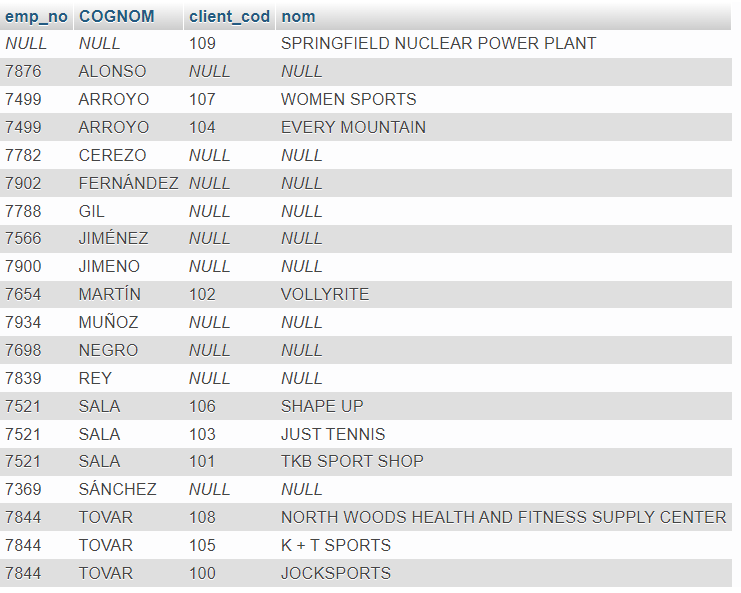 emp_no COGNOM client_cod nom
NULL NULL 109 SPRINGFIELD NUCLEAR POWER PLANT
7876 ALONSO NULL NULL
7499 ARROYO 107 WOMEN SPORTS
7499 ARROYO 104 EVERY MOUNTAIN
7782 CEREZO NULL NULL
7902 FERNÁNDEZ NULL NULL
7788 GIL NULL NULL
7566 JIMÉNEZ NULL NULL
7900 JIMENO NULL NULL
7654 MARTÍN 102 VOLLYRITE
7934 MUÑOZ NULL NULL
7698 NEGRO NULL NULL
7839 REY NULL NULL
7521 SALA 106 SHAPE UP
7521 SALA 103 JUST TENNIS
7521 SALA 101 TKB SPORT SHOP
7369 SÁNCHEZ NULL NULL
7844 TOVAR 108 NORTH WOODS HEALTH AND FITNESS SUPPLY CENTER
7844 TOVAR 105 K + T SPORTS
7844 TOVAR 100 JOCKSPORTS